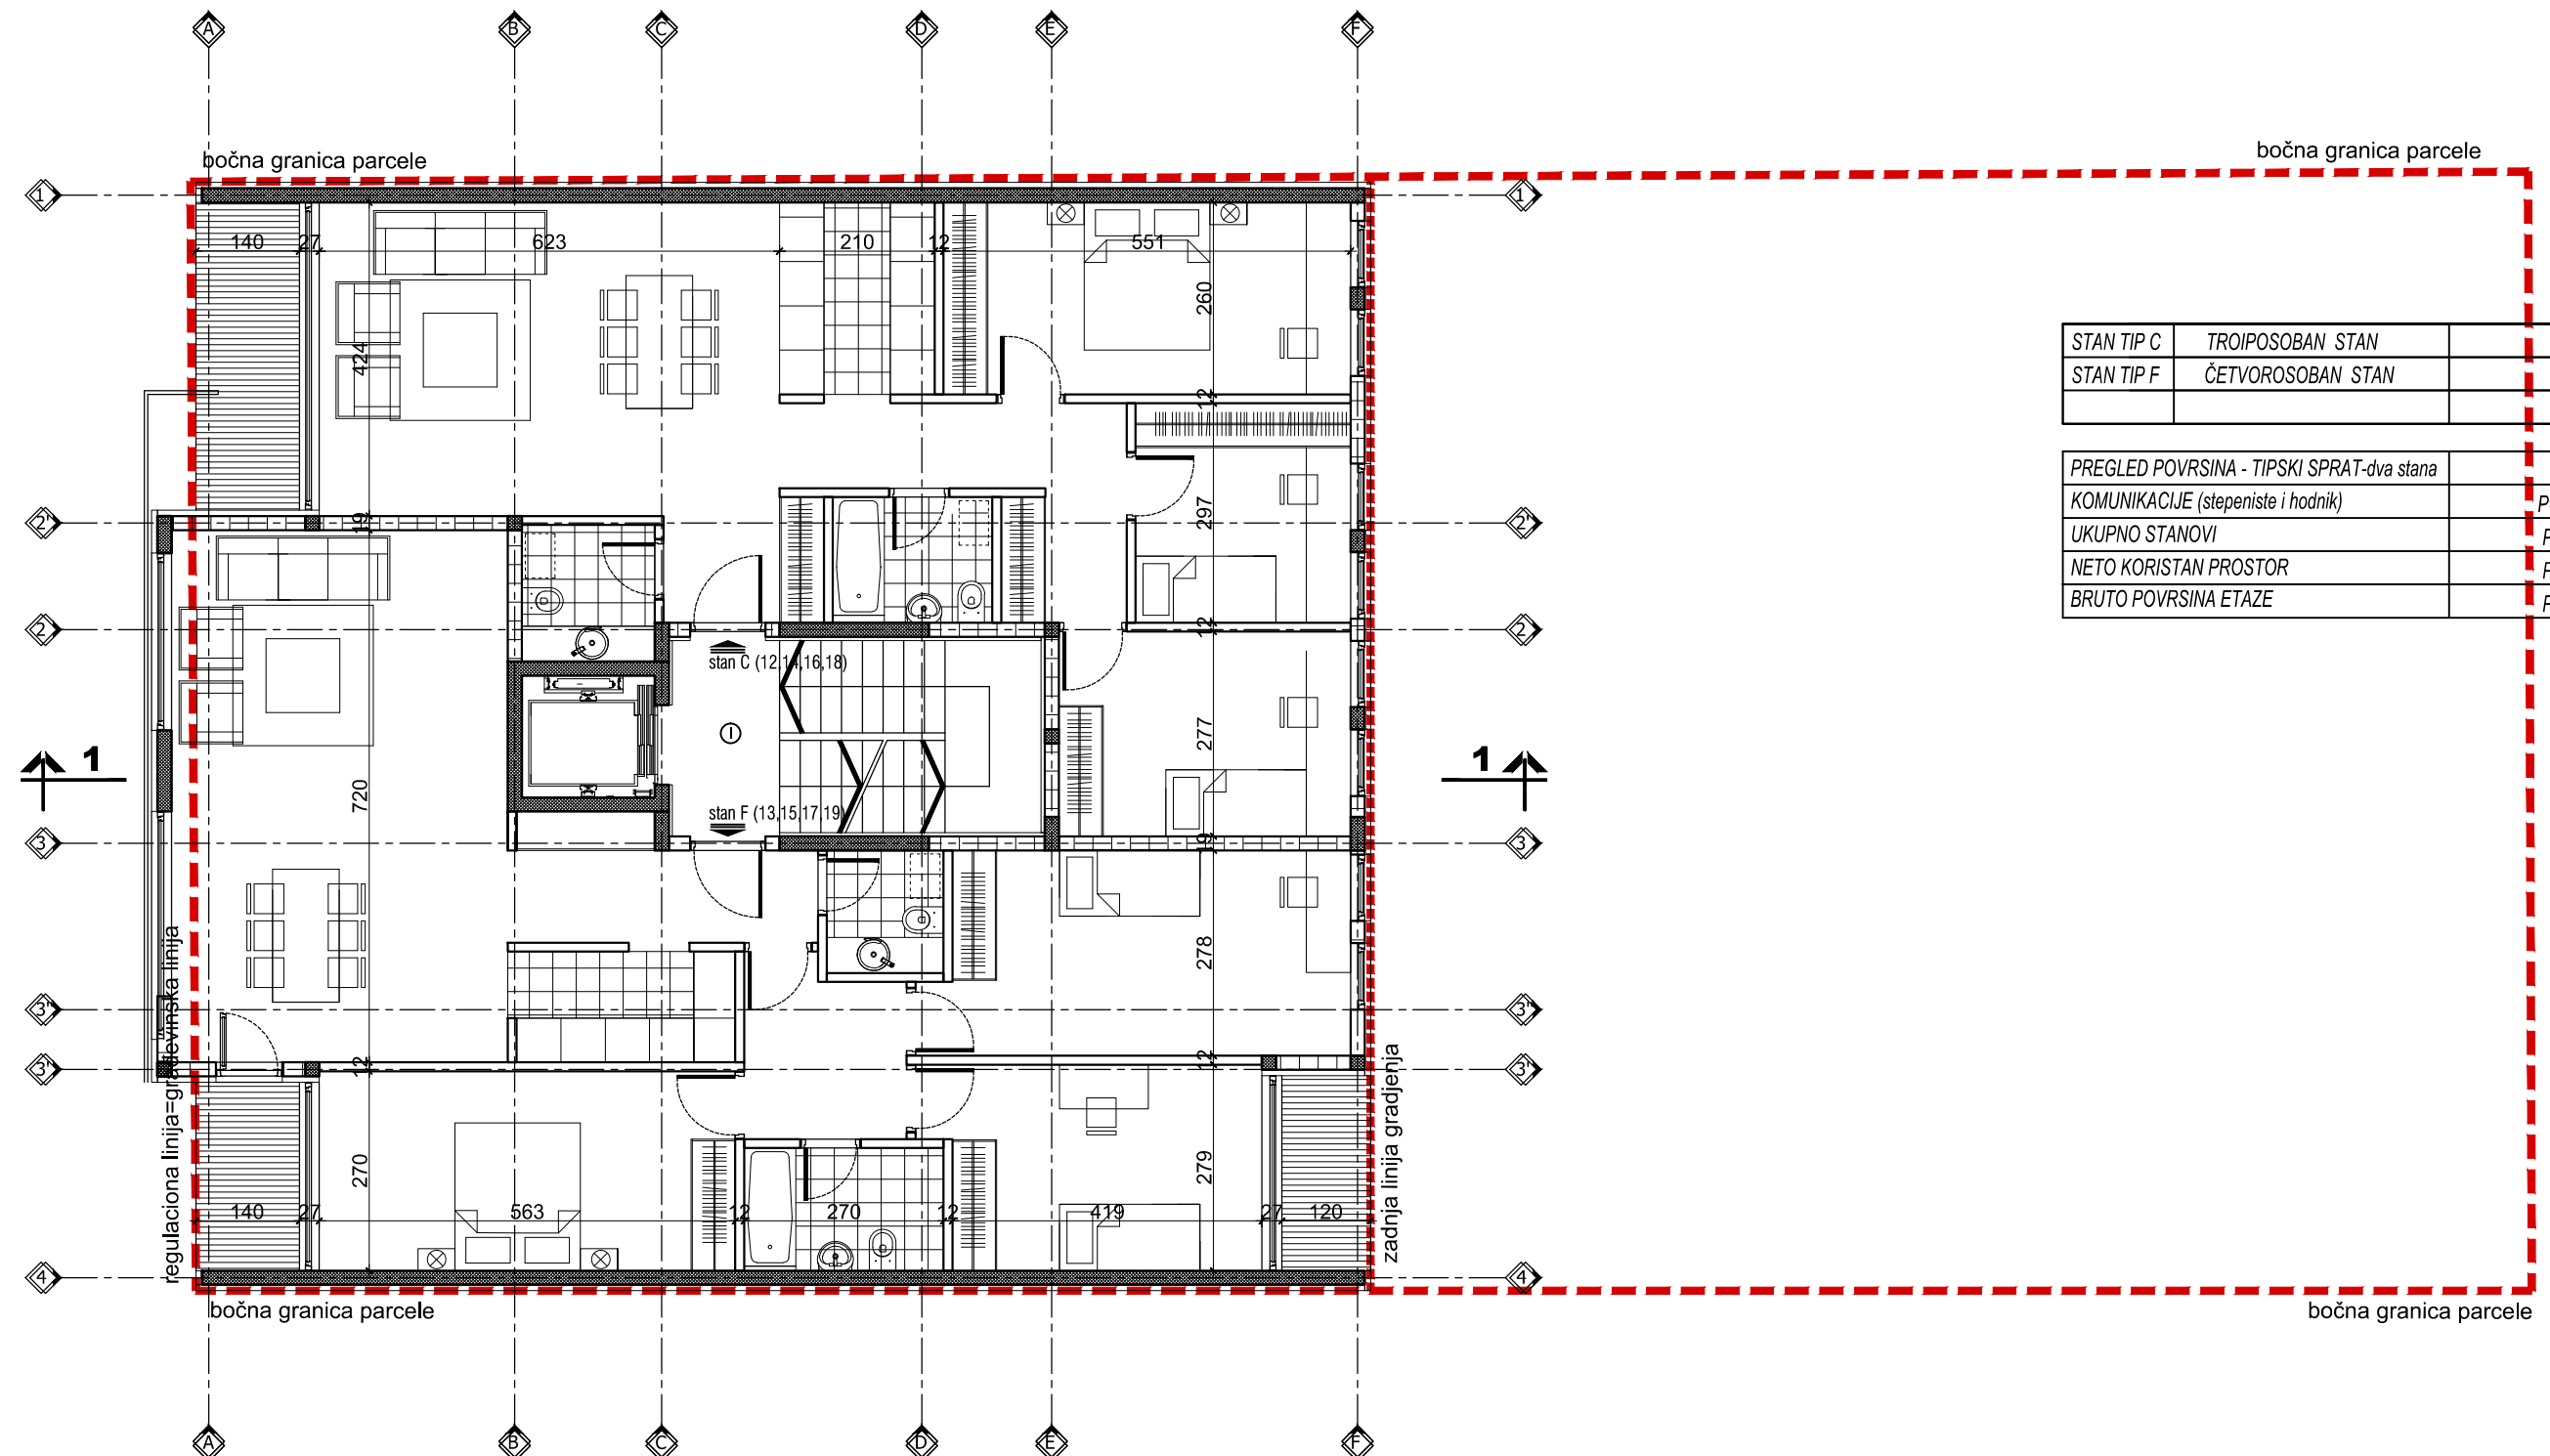 A B C D E F
bočna granica parcele
bočna granica parcele
1 1
140 27 623 210 12 551
260
424
12
STAN TIP C TROIPOSOBAN STAN
STAN TIP F ČETVOROSOBAN STAN
PREGLED POVRSINA - TIPSKI SPRAT-dva stana
KOMUNIKACIJE (stepeniste i hodnik) P
UKUPNO STANOVI P
NETO KORISTAN PROSTOR P
BRUTO POVRSINA ETAZE P
297
2' 19 2'
2 12 2
stan C (12,14,16,18)
277
1 I 1
720
stan F (13,15,17,19)
3 19 3
278
regulaciona linija=građevinska linija
3' 3'
12 12
3" 3"
zadnja linija gradjenja
270 279
140 27 563 12 270 12 419 27 120
4 4
bočna granica parcele
bočna granica parcele
A B C D E F